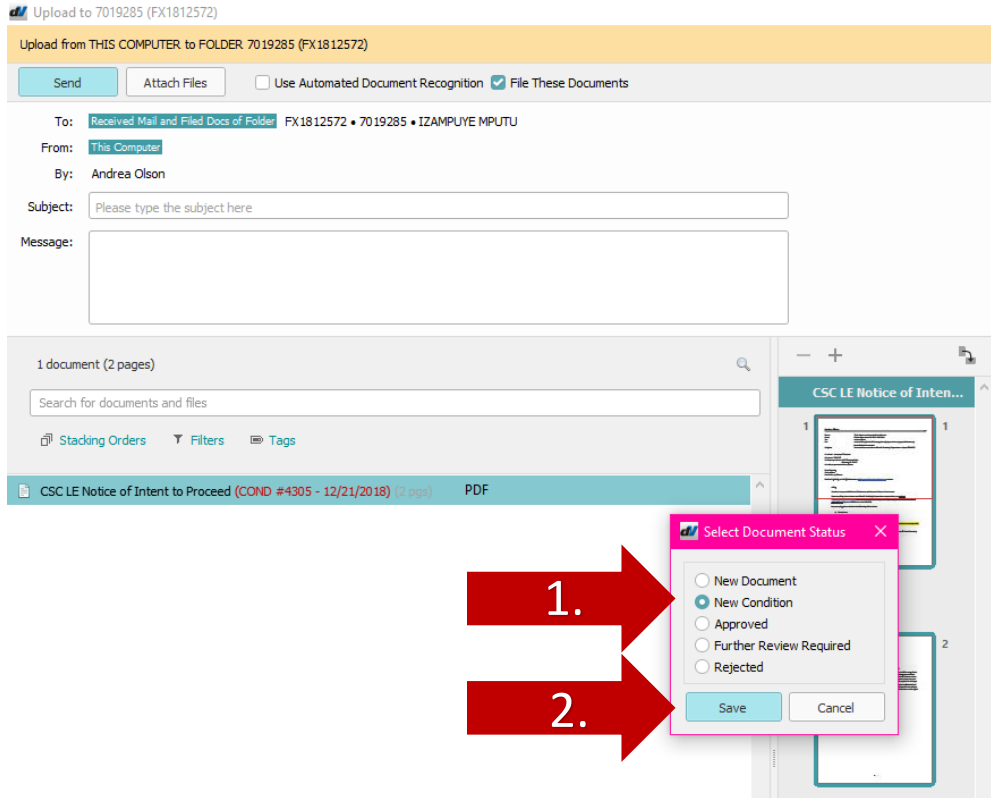 dV Upload to 7019285 (FX1812572)
Upload from THIS COMPUTER to FOLDER 7019285 (FX1812572)
Send Attach Files Use Automated Document Recognition File These Documents
To: Received Mail and Filed Docs of Folder FX1812572 • 7019285 • IZAMPUYE MPUTU
From: This Computer
By: Andrea Olson
Subject: Please type the subject here
Message:
1 document (2 pages)
Search for documents and files
Stacking Orders Filters Tags
CSC LE Notice of Intent to Proceed (COND #4305 - 12/21/2018) (2 pgs) PDF
CSC LE Notice of Inten...
1 1
dV Select Document Status
New Document
1. New Condition
Approved
Further Review Required
2
Rejected
2. Save Cancel